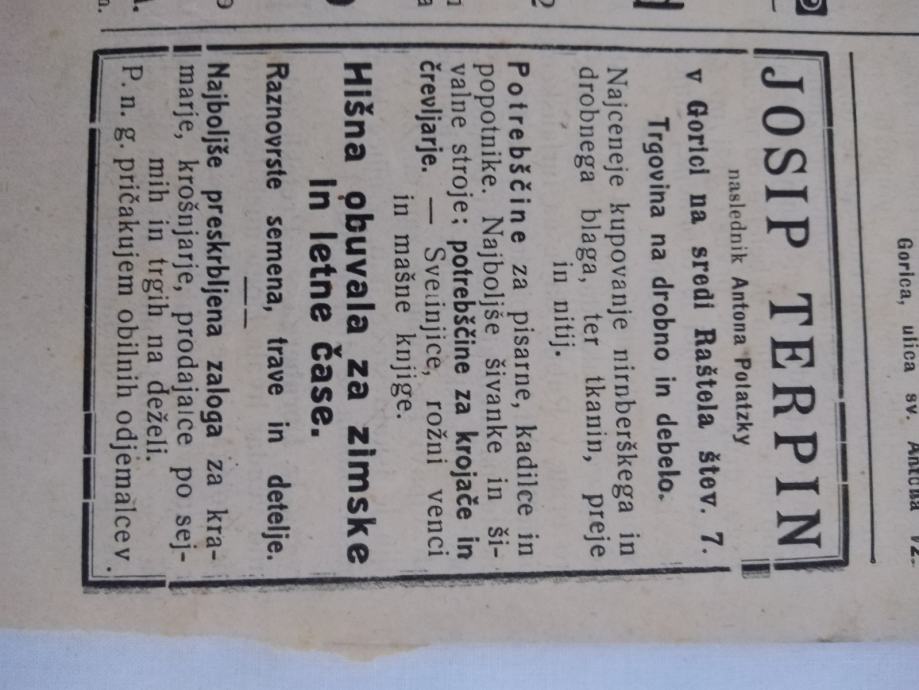 JOSIP TERPIN
naslednik Antona Potatzky
v Gorici na sredi Raštela štev. 7.
Trgovina na drobno in debelo.
Najceneje kupovanje nirnberškega in
drobnega blaga, ter tkanin, preje
in nitij.
Potrebščine za pisarne, kadilce in
popotnike. Najboljše šivanke in ši-
valne stroje; potrebščine za krojače in
črevljarje. — Svetinjice, rožni venci
in mašne knjige.
Hišna obuvala za zimske
in letne čase.
Raznovrste semena, trave in detelje.
Najboljše preskrbljena zaloga za kra-
marje, krošnjarje, prodajalce po sej-
mih in trgih na deželi.
P. n. g. pričakujem obilnih odjemalcev.
Gorica, ulica sv. Antona